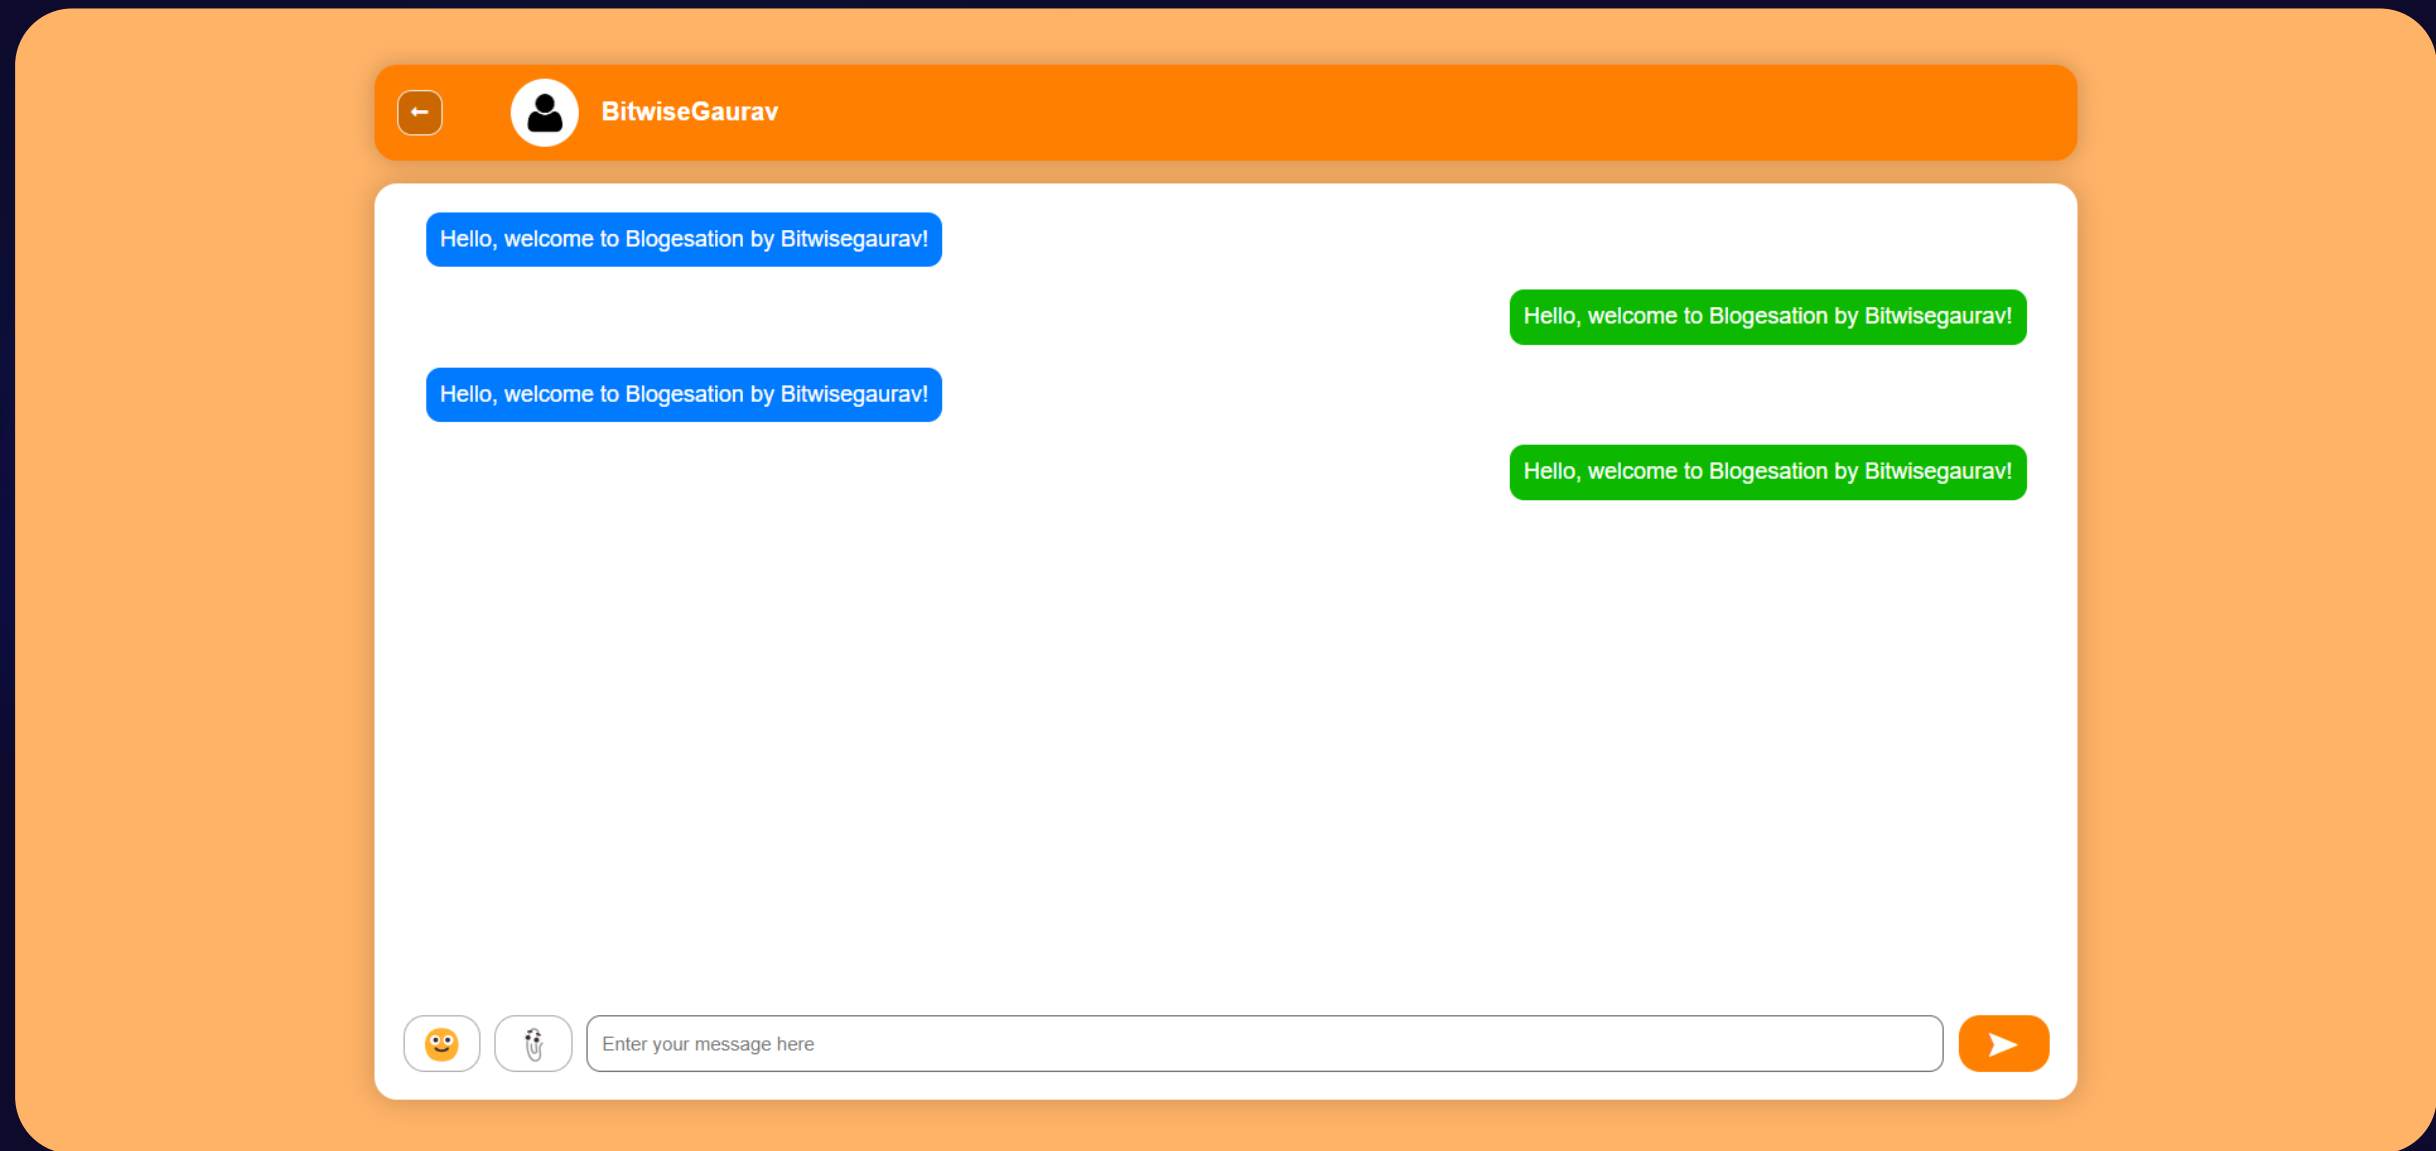 BitwiseGaurav
Hello, welcome to Blogesation by Bitwisegaurav!
Hello, welcome to Blogesation by Bitwisegaurav!
Hello, welcome to Blogesation by Bitwisegaurav!
Hello, welcome to Blogesation by Bitwisegaurav!
Enter your message here